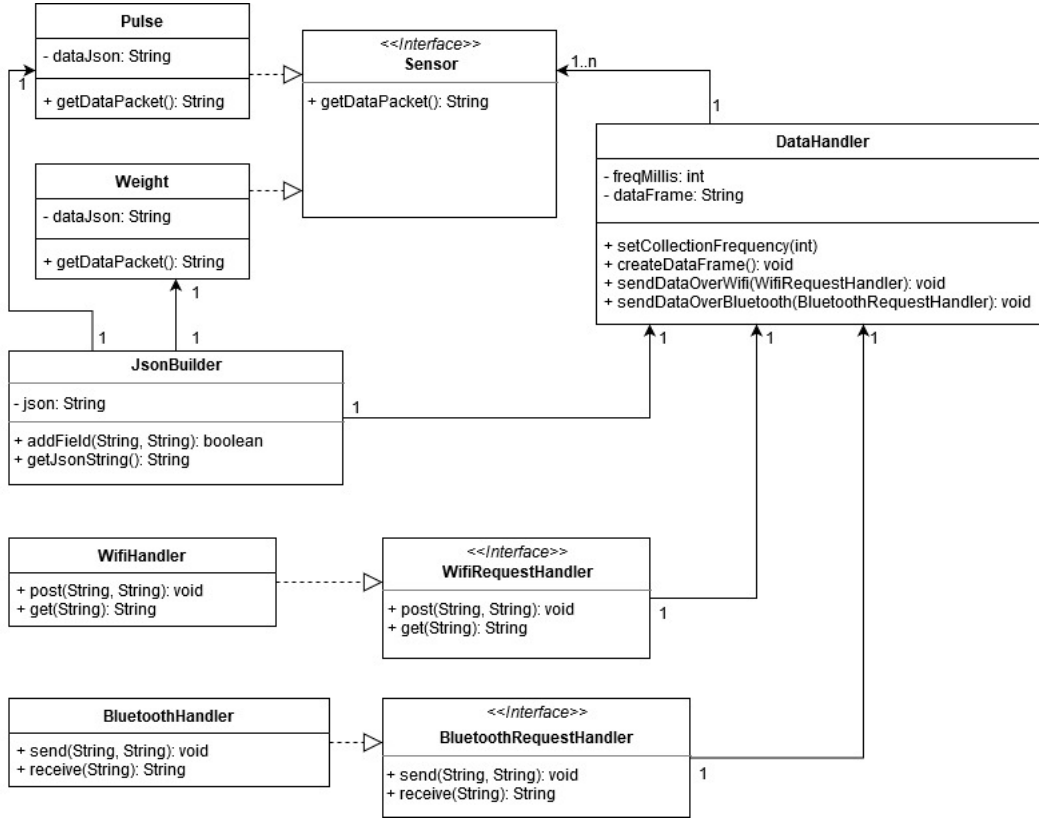 Pulse
- dataJson: String
+ getDataPacket(): String
1
<<Interface>>
Sensor
+ getDataPacket(): String
1..n
1
DataHandler
- freqMillis: int
- dataFrame: String
+ setCollectionFrequency(int)
+ createDataFrame(): void
+ sendDataOverWifi(WifiRequestHandler): void
+ sendDataOverBluetooth(BluetoothRequestHandler): void
1
1
1
Weight
- dataJson: String
+ getDataPacket(): String
1
1
1
JsonBuilder
- json: String
+ addField(String, String): boolean
+ getJsonString(): String
1
WifiHandler
+ post(String, String): void
+ get(String): String
<<Interface>>
WifiRequestHandler
+ post(String, String): void
+ get(String): String
1
BluetoothHandler
+ send(String, String): void
+ receive(String): String
<<Interface>>
BluetoothRequestHandler
+ send(String, String): void
+ receive(String): String
1